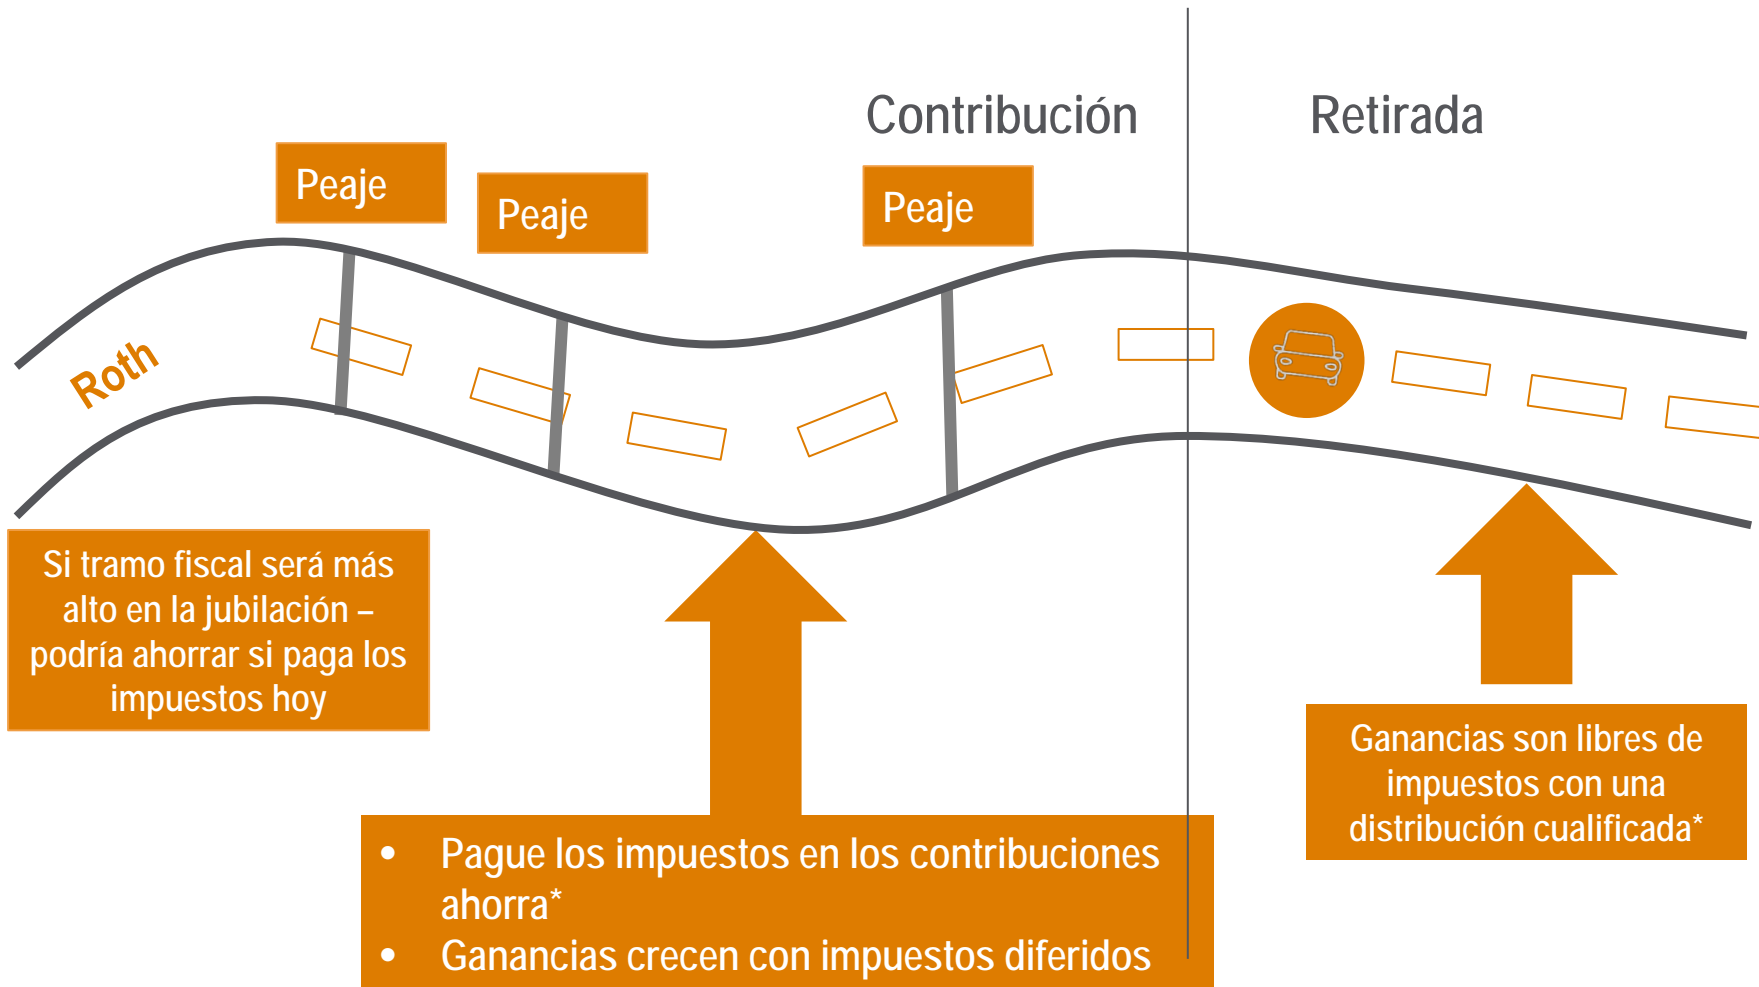 Contribución
Retirada
Peaje
Peaje
Peaje
Roth
Si tramo fiscal será más
alto en la jubilación –
podría ahorrar si paga los
impuestos hoy
• Pague los impuestos en los contribuciones
ahorra*
• Ganancias crecen con impuestos diferidos
Ganancias son libres de
impuestos con una
distribución cualificada*